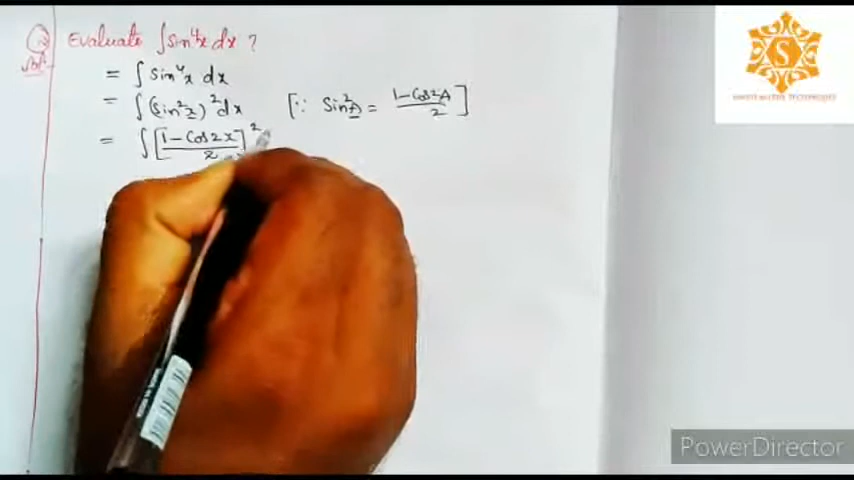 Q Evaluate ∫Sin⁴x dx ?
Sol:-
= ∫ Sin⁴x dx
= ∫ (Sin²x)² dx [∵ Sin²A = 1-Cos2A/2]
= ∫ [1-Cos2x/2]²
S
PowerDirector